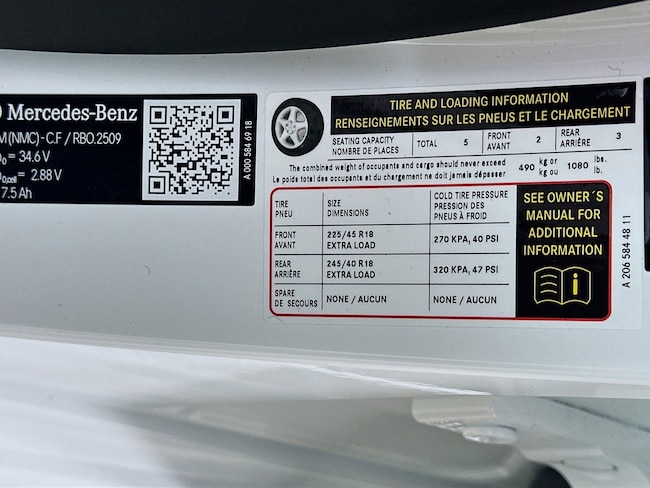 Mercedes-Benz
(NMC)-C.F / RBO.2509
= 34.6V
= 2.88 V
7.5Ah
A 000 584 69 18
TIRE AND LOADING INFORMATION
RENSEIGNEMENTS SUR LES PNEUS ET LE CHARGEMENT
SEATING CAPACITY
NOMBRE DE PLACES
TOTAL 5
FRONT
AVANT
2
REAR
ARRIÈRE
3
The combined weight of occupants and cargo should never exceed
Le poids total des occupants et du chargement ne doit jamais dépasser
490 kg or
kg ou
1080 lbs.
lb.
TIRE
PNEU
SIZE
DIMENSIONS
COLD TIRE PRESSURE
PRESSION DES
PNEUS À FROID
FRONT
AVANT
225/45 R18
EXTRA LOAD
270 KPA, 40 PSI
REAR
ARRIÈRE
245/40 R18
EXTRA LOAD
320 KPA, 47 PSI
SPARE
DE SECOURS
NONE / AUCUN
NONE / AUCUN
SEE OWNER´S
MANUAL FOR
ADDITIONAL
INFORMATION
A 206 584 48 11